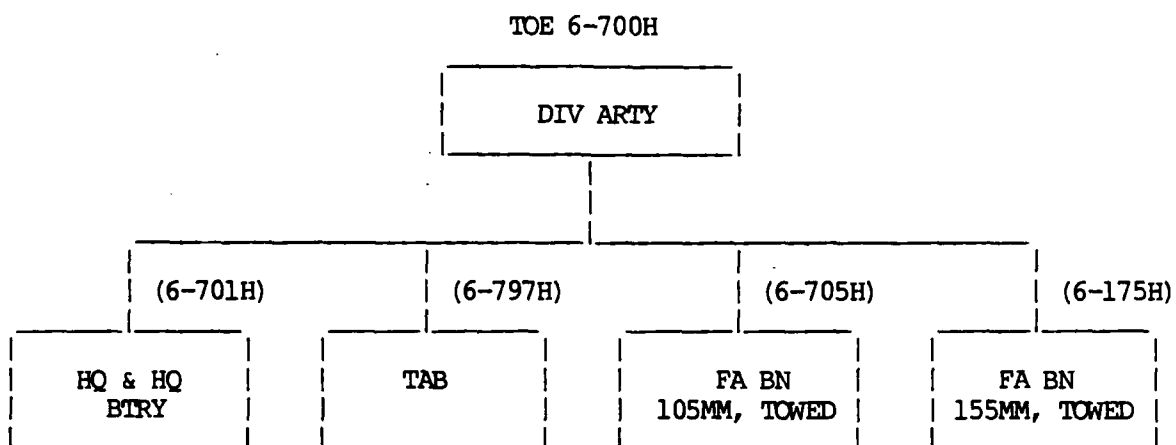 TOE 6-700H
DIV ARTY
(6-701H) (6-797H) (6-705H) (6-175H)
HQ & HQ TAB FA BN FA BN
BTRY 105MM, TOWED 155MM, TOWED